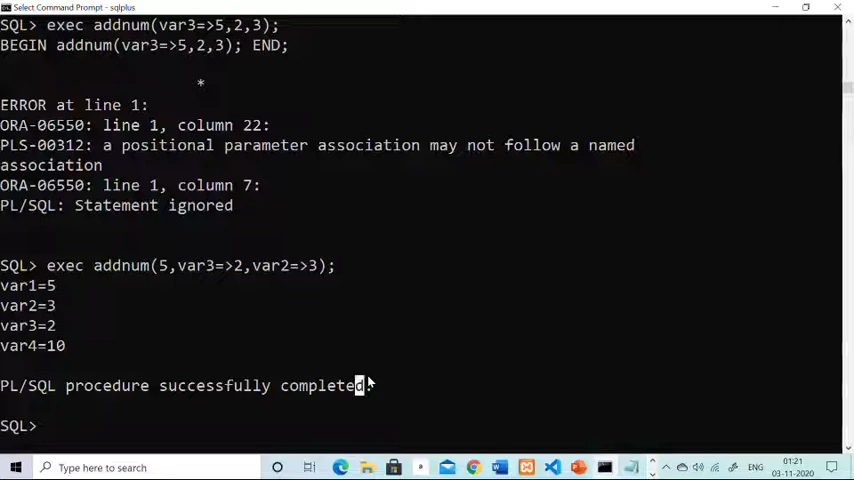 Select Command Prompt - sqlplus
SQL> exec addnum(var3=>5,2,3);
BEGIN addnum(var3=>5,2,3); END;
*
ERROR at line 1:
ORA-06550: line 1, column 22:
PLS-00312: a positional parameter association may not follow a named
association
ORA-06550: line 1, column 7:
PL/SQL: Statement ignored
SQL> exec addnum(5,var3=>2,var2=>3);
var1=5
var2=3
var3=2
var4=10
PL/SQL procedure successfully completed.
SQL>
Type here to search
ENG
01:21
03-11-2020